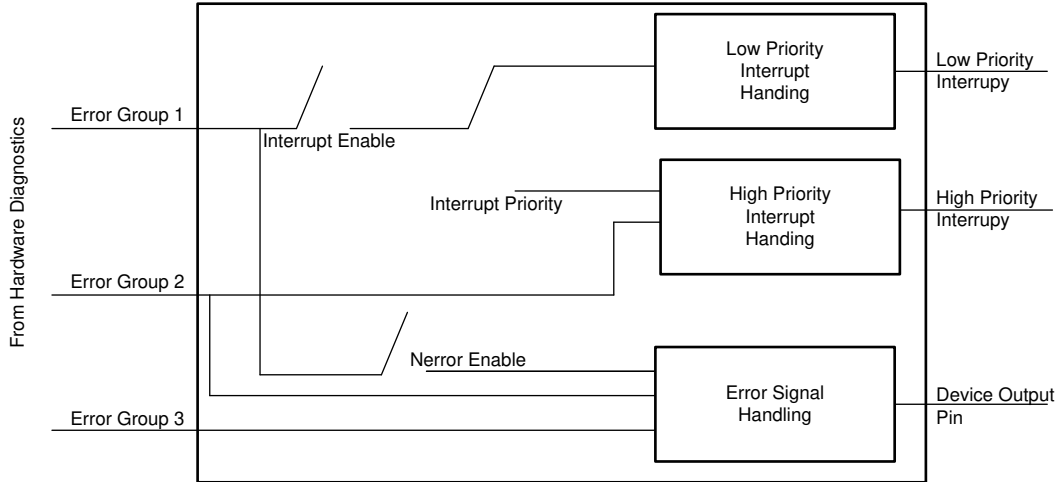 From Hardware Diagnostics
Low Priority
Interrupt
Handing
Low Priority
Interrupy
Error Group 1
Interrupt Enable
Interrupt Priority
High Priority
Interrupt
Handing
High Priority
Interrupy
Error Group 2
Nerror Enable
Error Signal
Handling
Device Output
Pin
Error Group 3